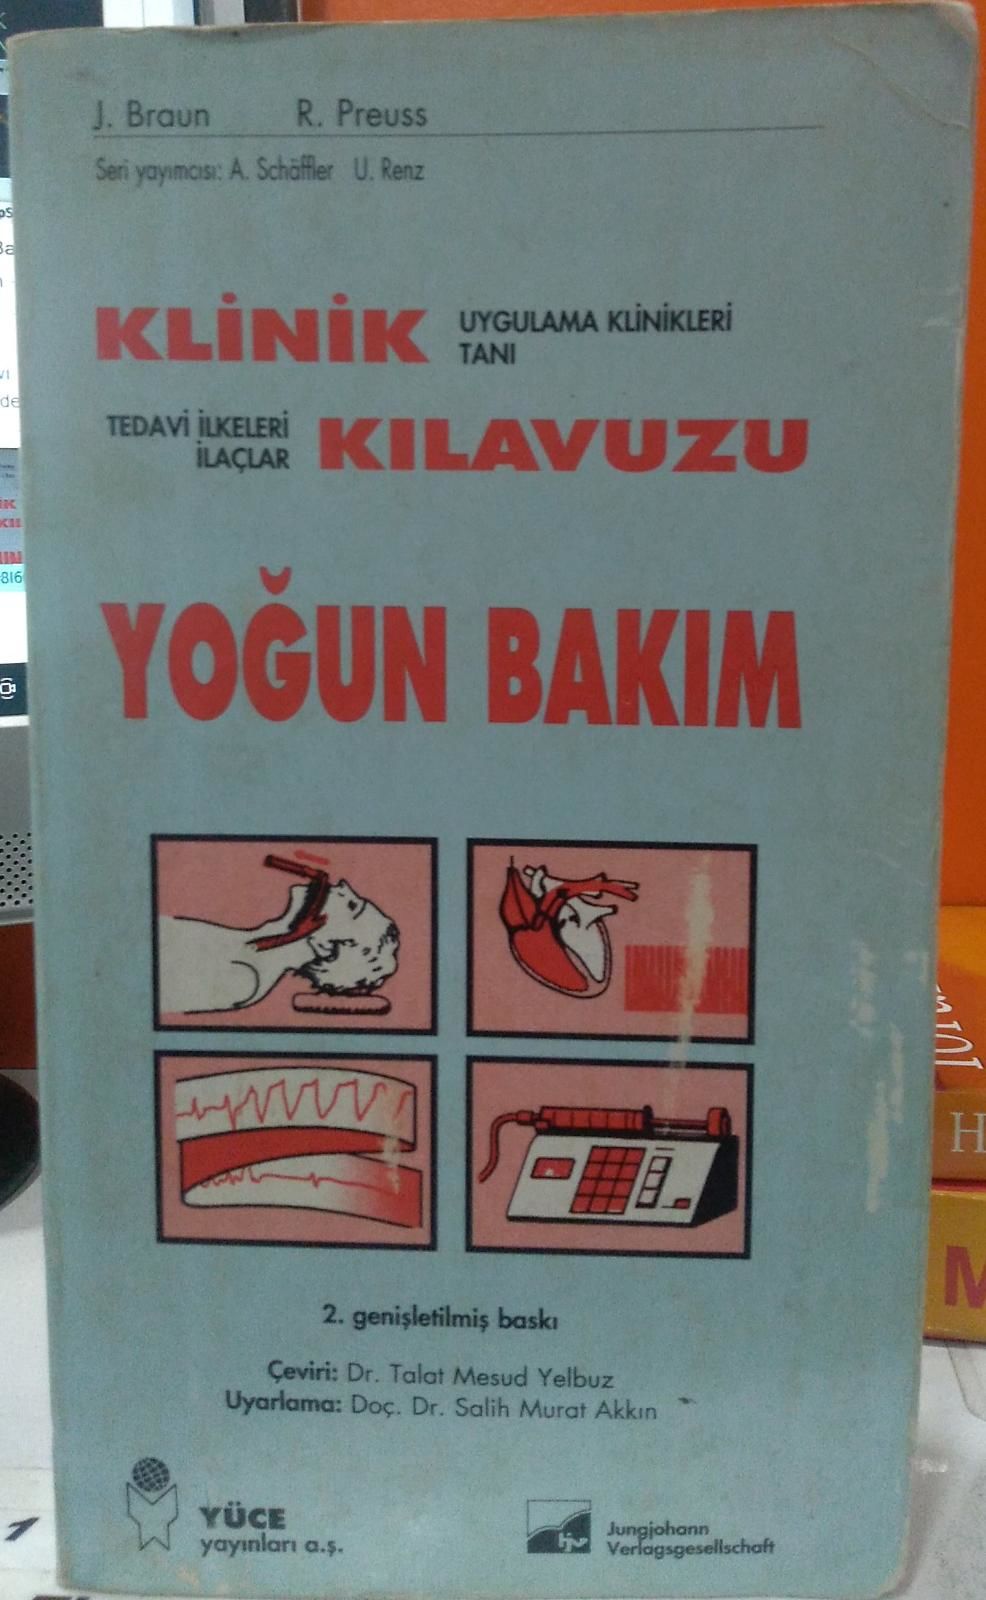 J. Braun R. Preuss
Seri yayımcısı: A. Schäffler U. Renz
KLİNİK UYGULAMA KLİNİKLERİ
TANI
TEDAVİ İLKELERİ
İLAÇLAR KILAVUZU
YOĞUN BAKIM
2. genişletilmiş baskı
Çeviri: Dr. Talat Mesud Yelbuz
Uyarlama: Doç. Dr. Salih Murat Akkın
YÜCE
yayınları a.ş.
jvg
Jungjohann
Verlagsgesellschaft
H
M